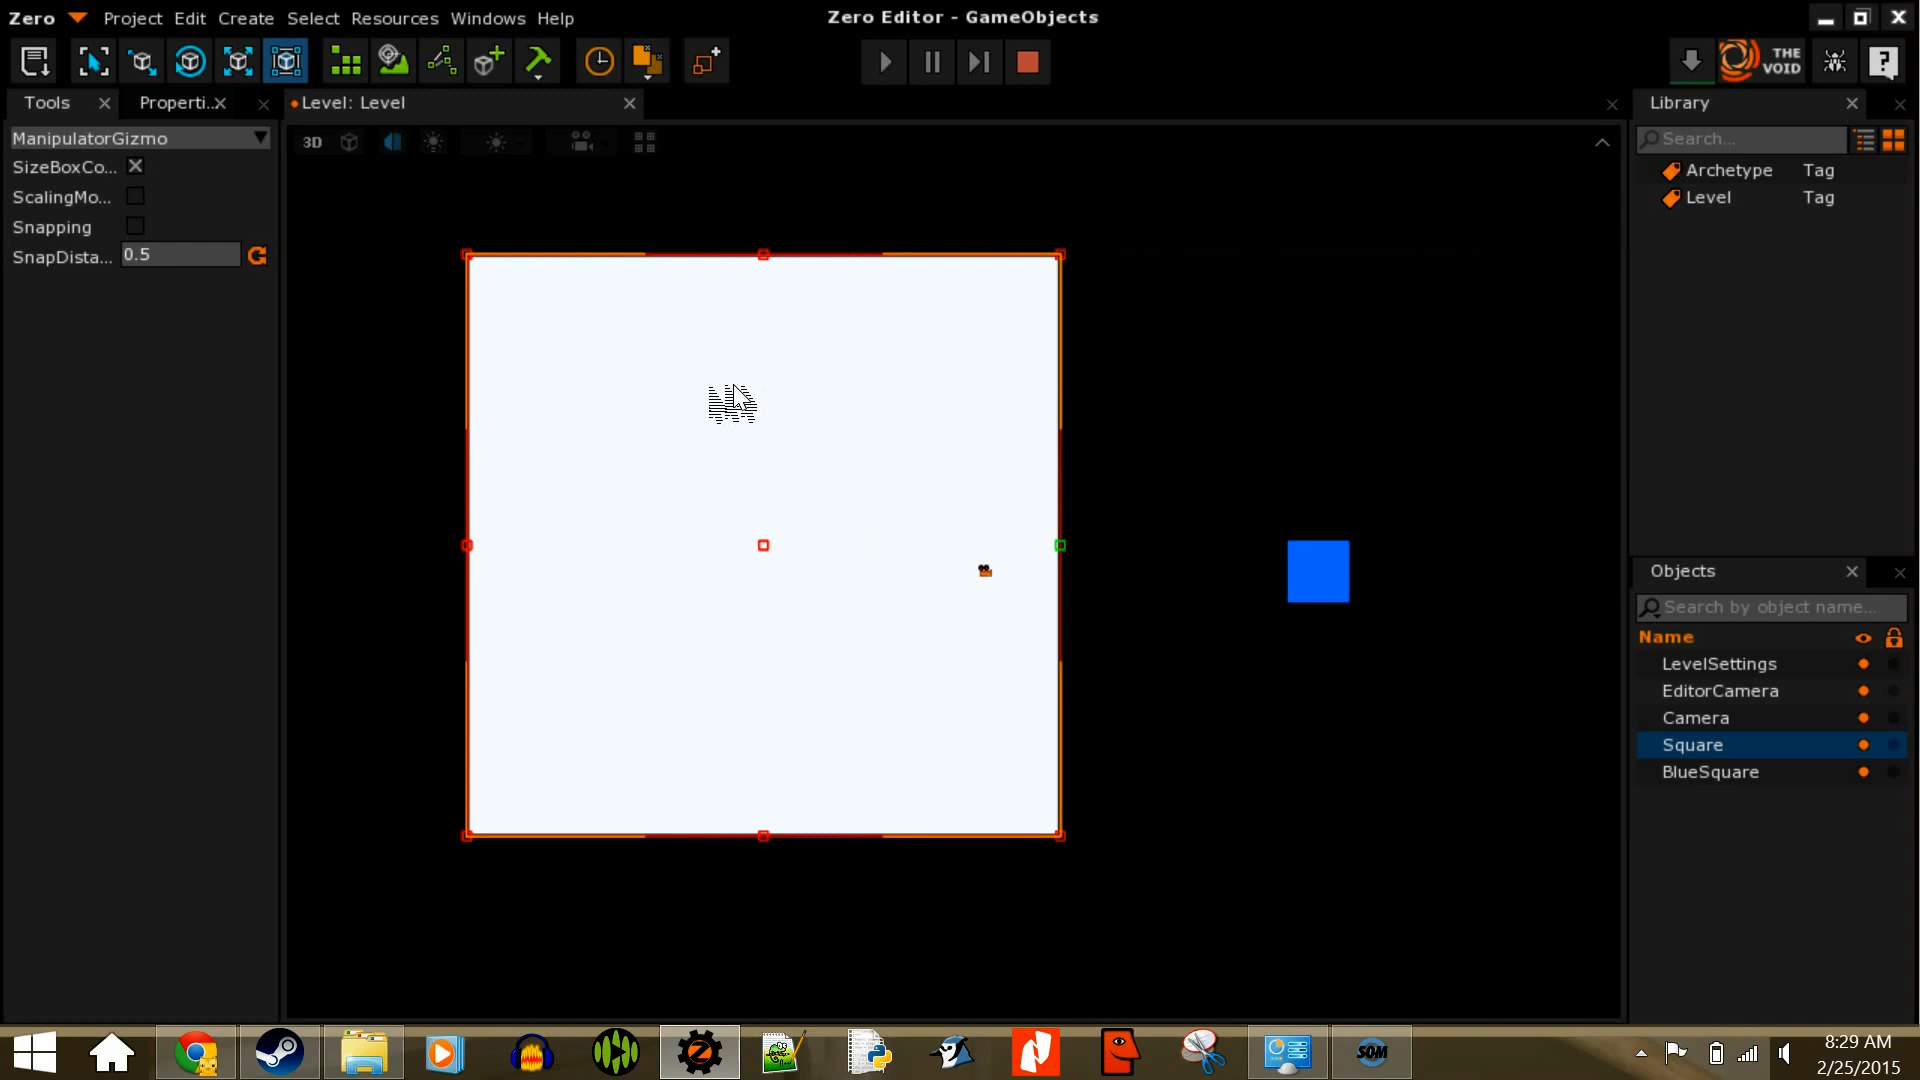 Zero Project Edit Create Select Resources Windows Help
Zero Editor - GameObjects
THE VOID
Tools
Properti...
Level: Level
Library
ManipulatorGizmo
SizeBoxCo...
ScalingMo...
Snapping
SnapDista... 0.5
3D
Search...
Archetype Tag
Level Tag
Objects
Search by object name...
Name
LevelSettings
EditorCamera
Camera
Square
BlueSquare
SOM
8:29 AM
2/25/2015